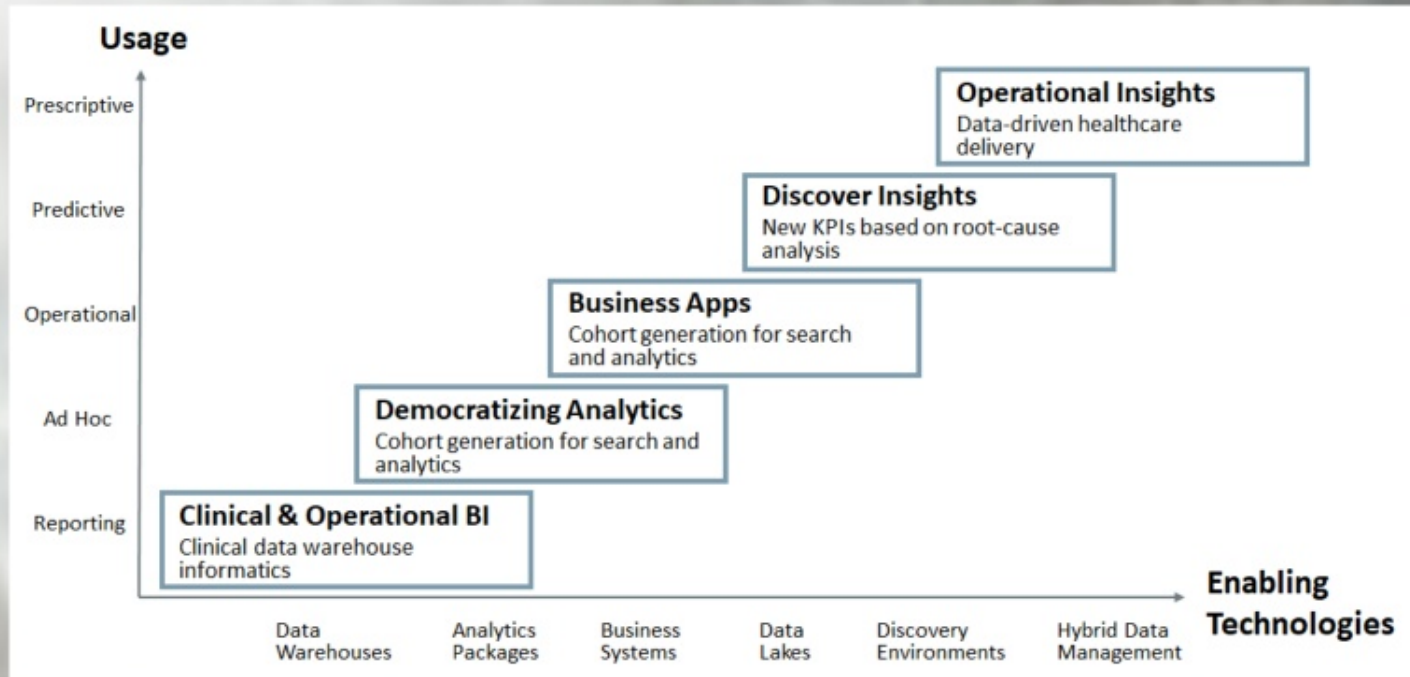 Usage
Prescriptive
Operational Insights
Data-driven healthcare
delivery
Predictive
Discover Insights
New KPIs based on root-cause
analysis
Operational
Business Apps
Cohort generation for search
and analytics
Ad Hoc
Democratizing Analytics
Cohort generation for search and
analytics
Reporting
Clinical & Operational BI
Clinical data warehouse
informatics
Enabling
Technologies
Data
Warehouses
Analytics
Packages
Business
Systems
Data
Lakes
Discovery
Environments
Hybrid Data
Management